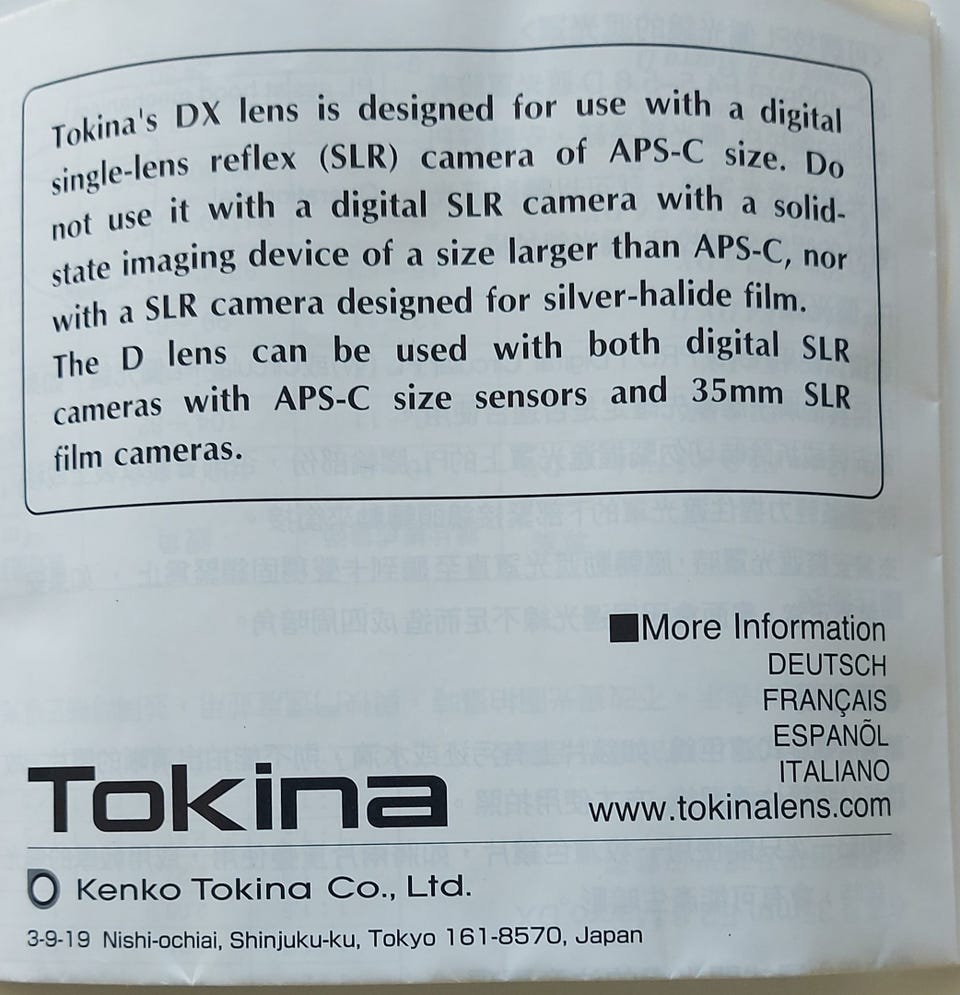 Tokina's DX lens is designed for use with a digital
single-lens reflex (SLR) camera of APS-C size. Do
not use it with a digital SLR camera with a solid-
state imaging device of a size larger than APS-C, nor
with a SLR camera designed for silver-halide film.
The D lens can be used with both digital SLR
cameras with APS-C size sensors and 35mm SLR
film cameras.
■More Information
DEUTSCH
FRANÇAIS
ESPANÕL
ITALIANO
www.tokinalens.com
Tokina
Kenko Tokina Co., Ltd.
3-9-19 Nishi-ochiai, Shinjuku-ku, Tokyo 161-8570, Japan